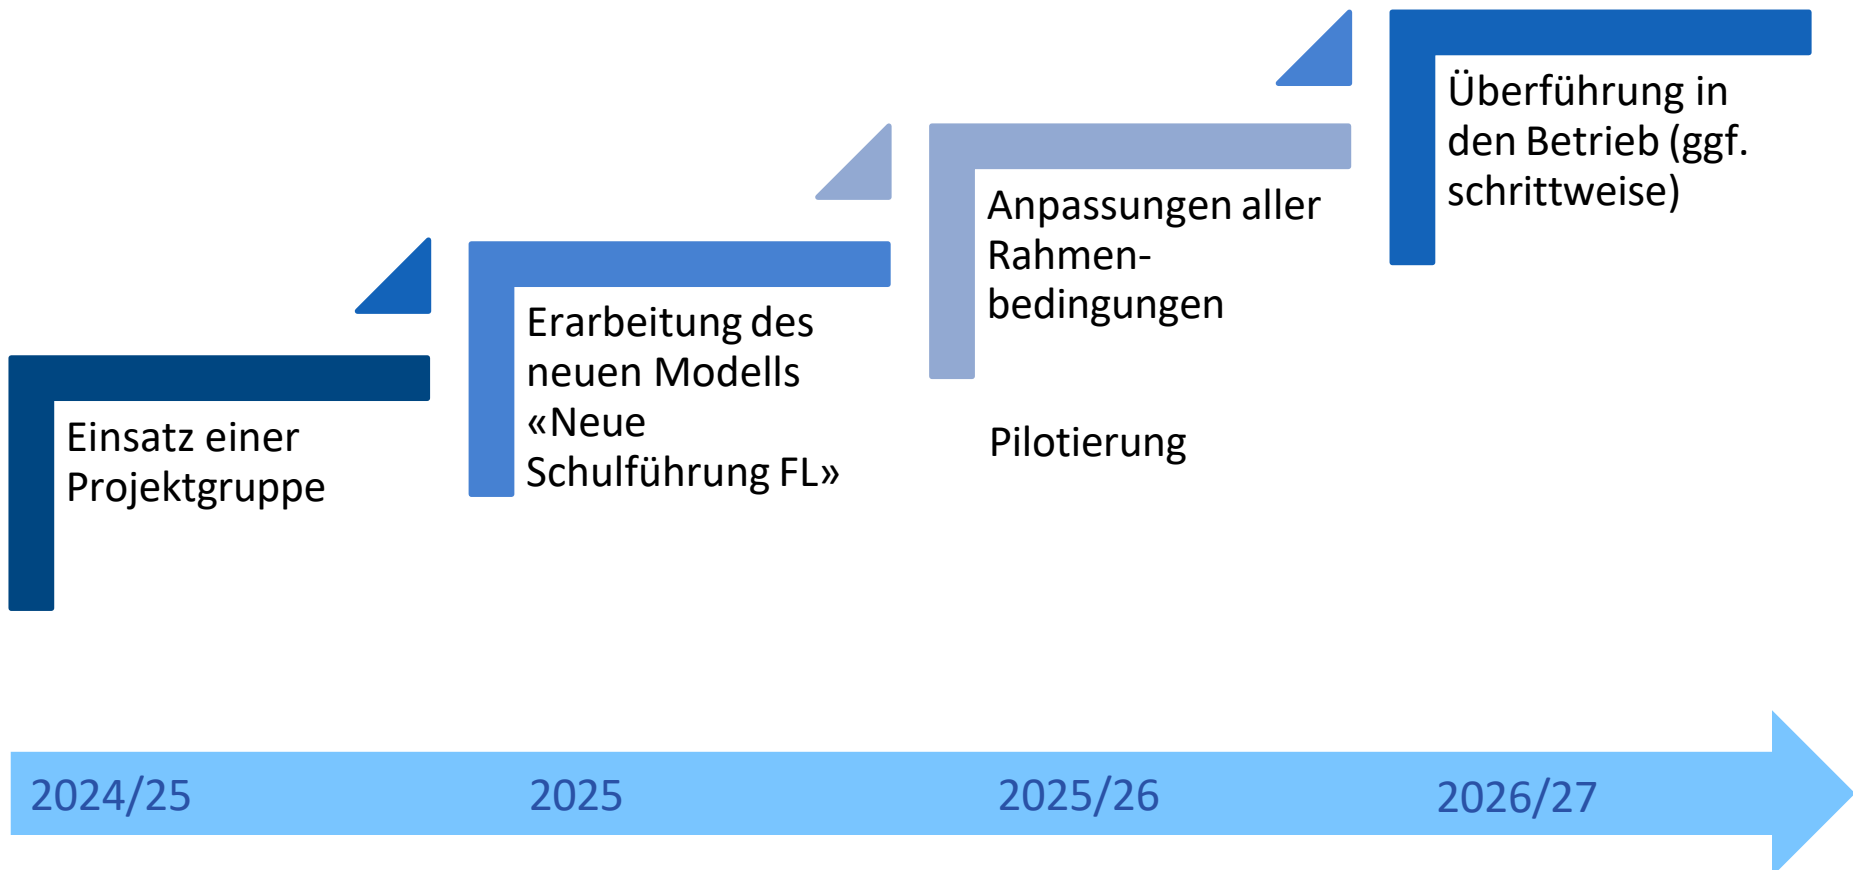 Einsatz einer
Projektgruppe
Erarbeitung des
neuen Modells
«Neue
Schulführung FL»
Anpassungen aller
Rahmen-
bedingungen
Pilotierung
Überführung in
den Betrieb (ggf.
schrittweise)
2024/25
2025
2025/26
2026/27